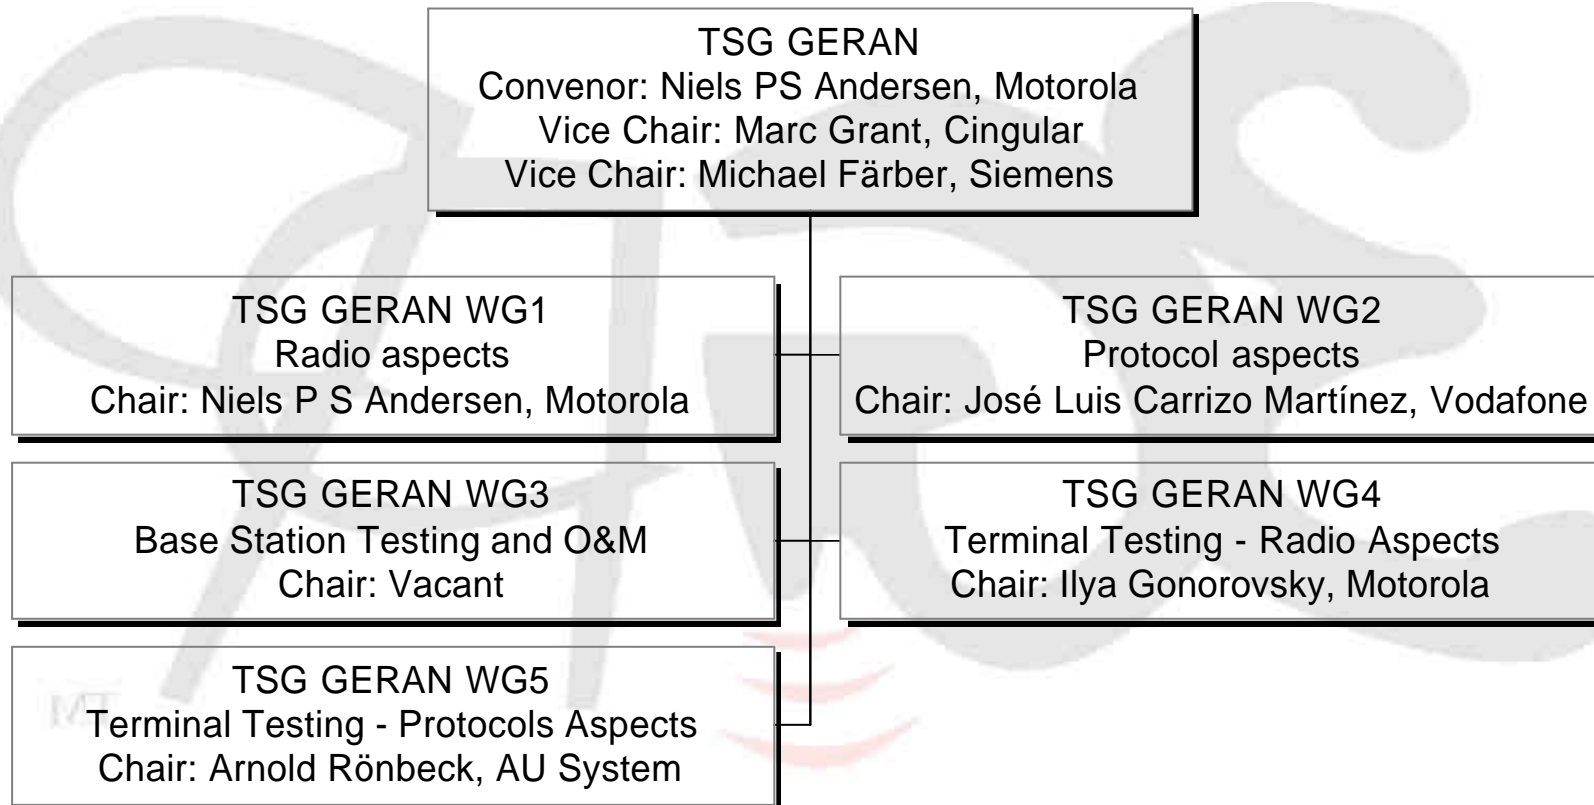 TSG GERAN
Convenor: Niels PS Andersen, Motorola
Vice Chair: Marc Grant, Cingular
Vice Chair: Michael Färber, Siemens
TSG GERAN WG1
Radio aspects
Chair: Niels P S Andersen, Motorola
TSG GERAN WG2
Protocol aspects
Chair: José Luis Carrizo Martínez, Vodafone
TSG GERAN WG3
Base Station Testing and O&M
Chair: Vacant
TSG GERAN WG4
Terminal Testing - Radio Aspects
Chair: Ilya Gonorovsky, Motorola
TSG GERAN WG5
Terminal Testing - Protocols Aspects
Chair: Arnold Rönbeck, AU System